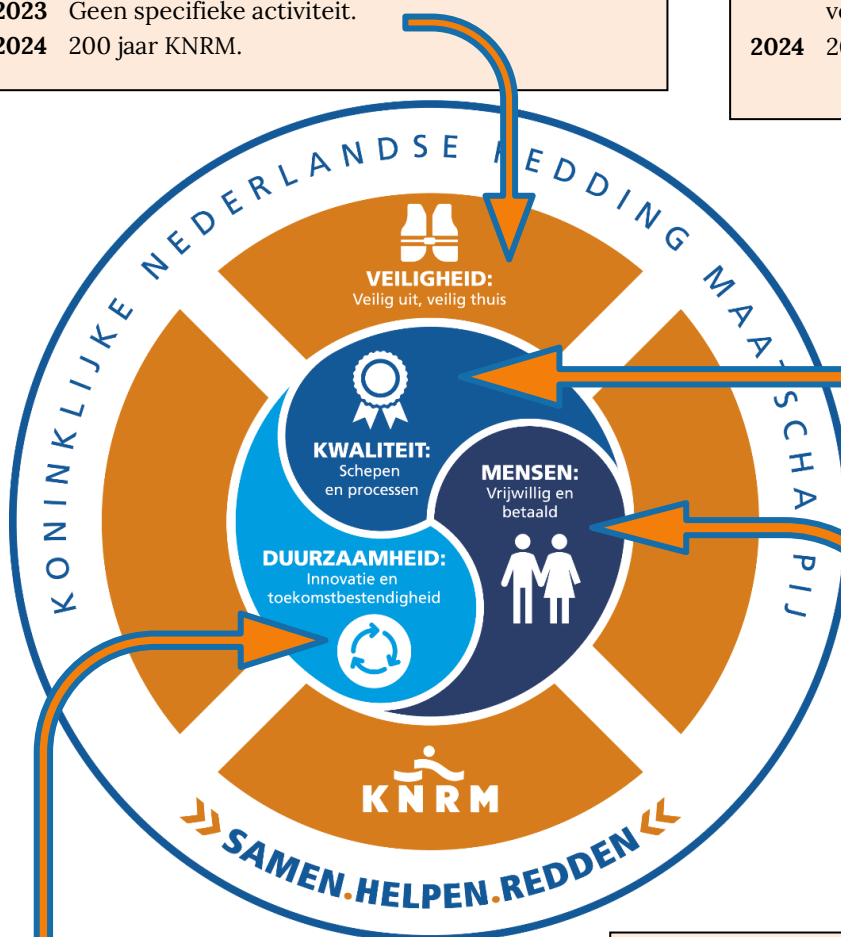 2023 Geen specifieke activiteit.
2024 200 jaar KNRM.
2024
KONINKLIJKE NEDERLANDSE REDDING MAATSCHAPPIJ
VEILIGHEID:
Veilig uit, veilig thuis
KWALITEIT:
Schepen
en processen
MENSEN:
Vrijwillig en
betaald
DUURZAAMHEID:
Innovatie en
toekomstbestendigheid
KNRM
SAMEN.HELPEN.REDDEN